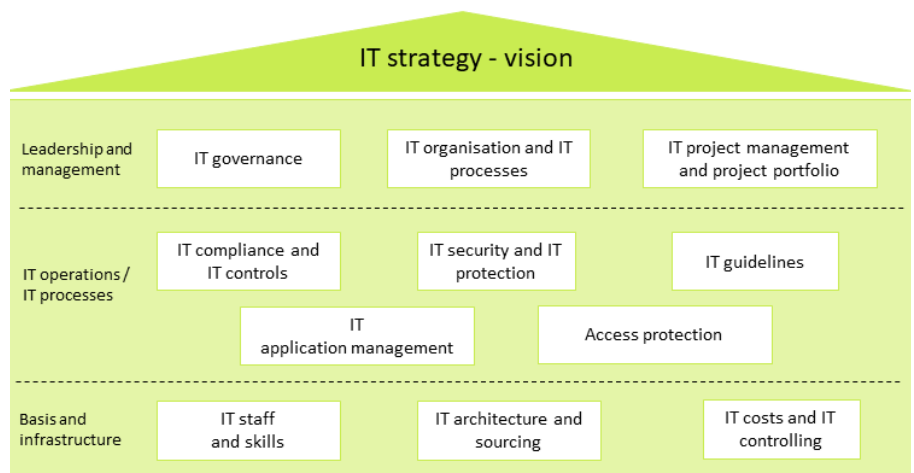 IT strategy - vision
Leadership and
management
IT governance
IT organisation and IT
processes
IT project management
and project portfolio
IT operations /
IT processes
IT compliance and
IT controls
IT security and IT
protection
IT guidelines
IT
application management
Access protection
Basis and
infrastructure
IT staff
and skills
IT architecture and
sourcing
IT costs and IT
controlling